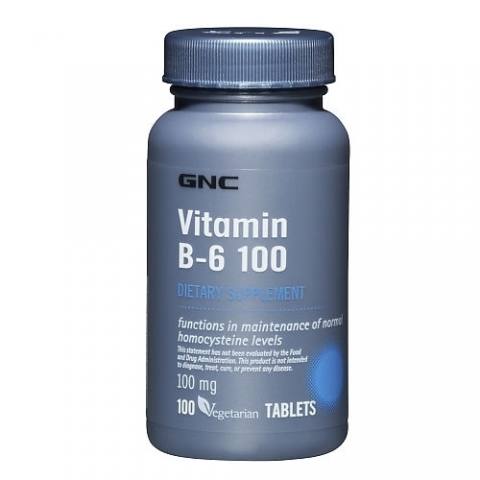 GNC
Vitamin
B-6 100
DIETARY SUPPLEMENT
functions in maintenance of normal
homocysteine levels
This statement has not been evaluated by the Food
and Drug Administration. This product is not intended
to diagnose, treat, cure, or prevent any disease.
100 mg
100 Vegetarian TABLETS